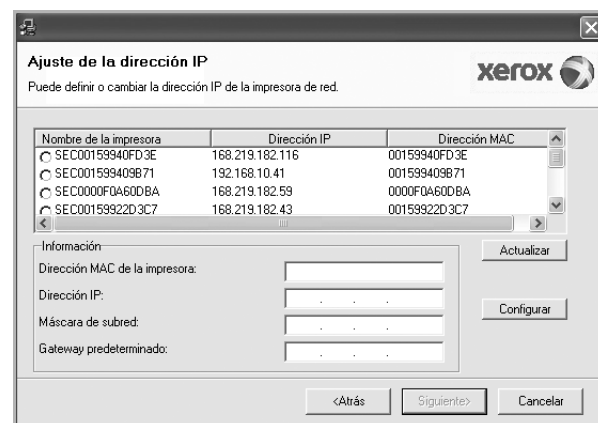 Ajuste de la dirección IP
Puede definir o cambiar la dirección IP de la impresora de red.
xerox
Nombre de la impresora Dirección IP Dirección MAC
SEC00159940FD3E 168.219.182.116 00159940FD3E
SEC001599409B71 192.168.10.41 001599409B71
SEC0000F0A60DBA 168.219.182.59 0000F0A60DBA
SEC00159922D3C7 168.219.182.43 00159922D3C7
Información
Actualizar
Dirección MAC de la impresora:
Dirección IP:
Configurar
Máscara de subred:
Gateway predeterminado:
<Atrás Siguiente> Cancelar